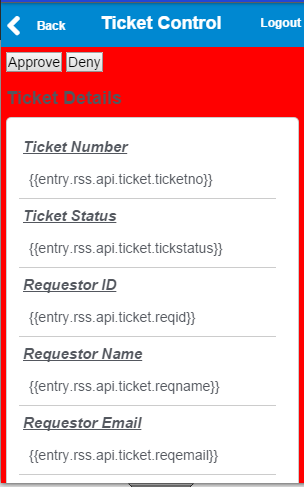 Back Ticket Control Logout
Approve Deny
Ticket Details
Ticket Number
{{entry.rss.api.ticket.ticketno}}
Ticket Status
{{entry.rss.api.ticket.tickstatus}}
Requestor ID
{{entry.rss.api.ticket.reqid}}
Requestor Name
{{entry.rss.api.ticket.reqname}}
Requestor Email
{{entry.rss.api.ticket.reqemail}}